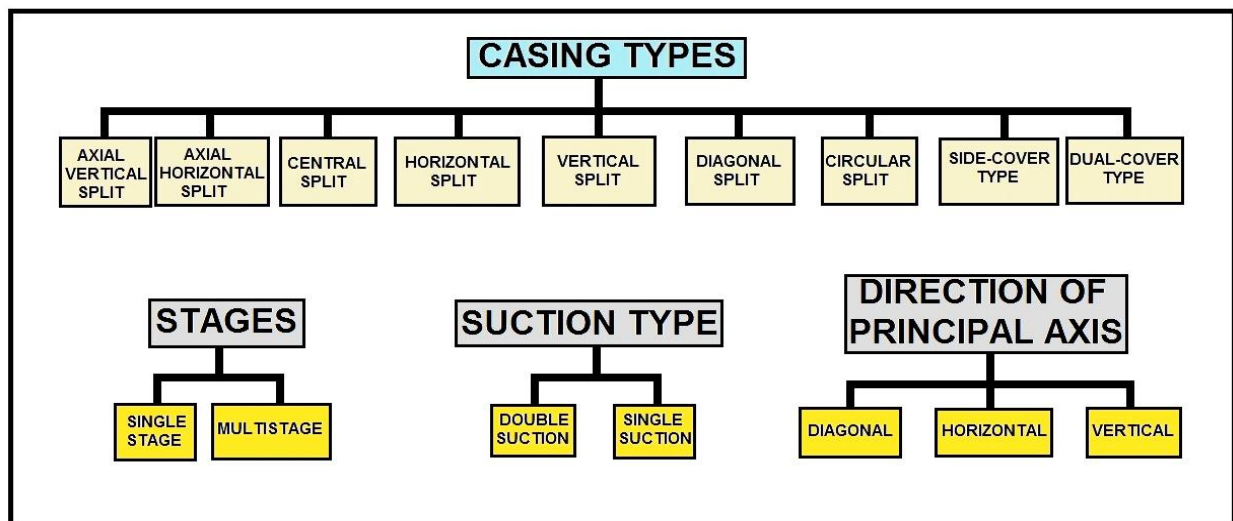 CASING TYPES
AXIAL
VERTICAL
SPLIT
AXIAL
HORIZONTAL
SPLIT
CENTRAL
SPLIT
HORIZONTAL
SPLIT
VERTICAL
SPLIT
DIAGONAL
SPLIT
CIRCULAR
SPLIT
SIDE-COVER
TYPE
DUAL-COVER
TYPE
STAGES
SINGLE
STAGE
MULTISTAGE
SUCTION TYPE
DOUBLE
SUCTION
SINGLE
SUCTION
DIRECTION OF
PRINCIPAL AXIS
DIAGONAL
HORIZONTAL
VERTICAL